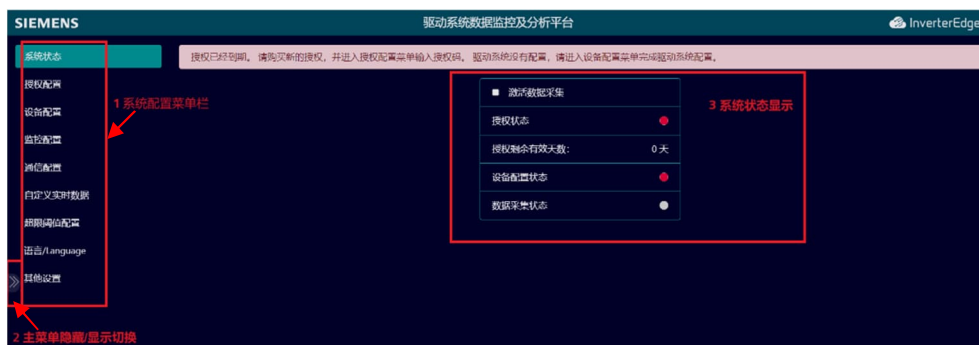 SIEMENS
驱动系统数据监控及分析平台
InverterEdge
系统状态
授权已经到期。请购买新的授权，并进入授权配置菜单输入授权码。 驱动系统没有配置，请进入设备配置菜单完成驱动系统配置。
授权配置
设备配置
监控配置
通信配置
自定义实时数据
超限阈值配置
语言/Language
其他设置
1 系统配置菜单栏
2 主菜单隐藏/显示切换
激活数据采集
授权状态
授权剩余有效天数： 0 天
设备配置状态
数据采集状态
3 系统状态显示